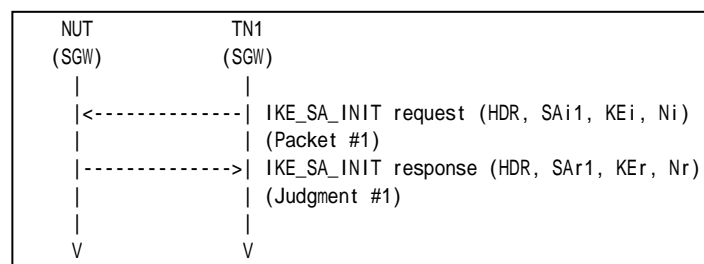 NUT TN1
(SGW) (SGW)
| |
|<--------------| IKE_SA_INIT request (HDR, SAi1, KEi, Ni)
| | (Packet #1)
|-------------->| IKE_SA_INIT response (HDR, SAr1, KEr, Nr)
| | (Judgment #1)
| |
V V